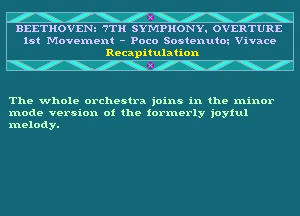 BEETHOVEN: 7TH SYMPHONY. OVERTURE
1st Movement - Poco Sostenuto; Vivace
Recapitulation
The whole orchestra joins in the minor
mode version of the formerly joyful
melody.